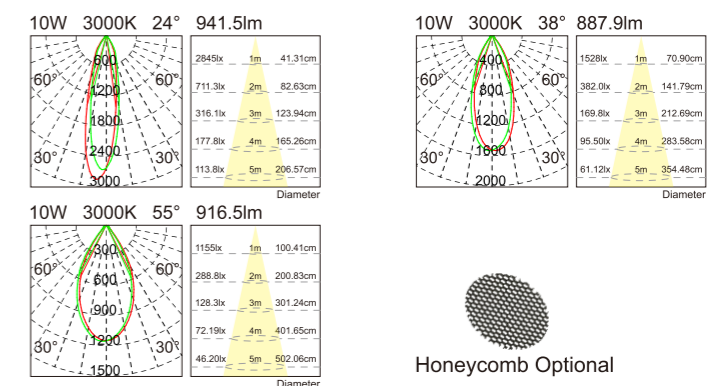 10W 3000K 24° 941.5lm
600
1200
1800
2400
3000
60° 60°
30° 30°
2845lx 1m 41.31cm
711.3lx 2m 82.63cm
316.1lx 3m 123.94cm
177.8lx 4m 165.26cm
113.8lx 5m 206.57cm
Diameter
10W 3000K 38° 887.9lm
400
800
1200
1600
2000
60° 60°
30° 30°
1528lx 1m 70.90cm
382.0lx 2m 141.79cm
169.8lx 3m 212.69cm
95.50lx 4m 283.58cm
61.12lx 5m 354.48cm
Diameter
10W 3000K 55° 916.5lm
300
600
900
1200
1500
60° 60°
30° 30°
1155lx 1m 100.41cm
288.8lx 2m 200.83cm
128.3lx 3m 301.24cm
72.19lx 4m 401.65cm
46.20lx 5m 502.06cm
Diameter
Honeycomb Optional